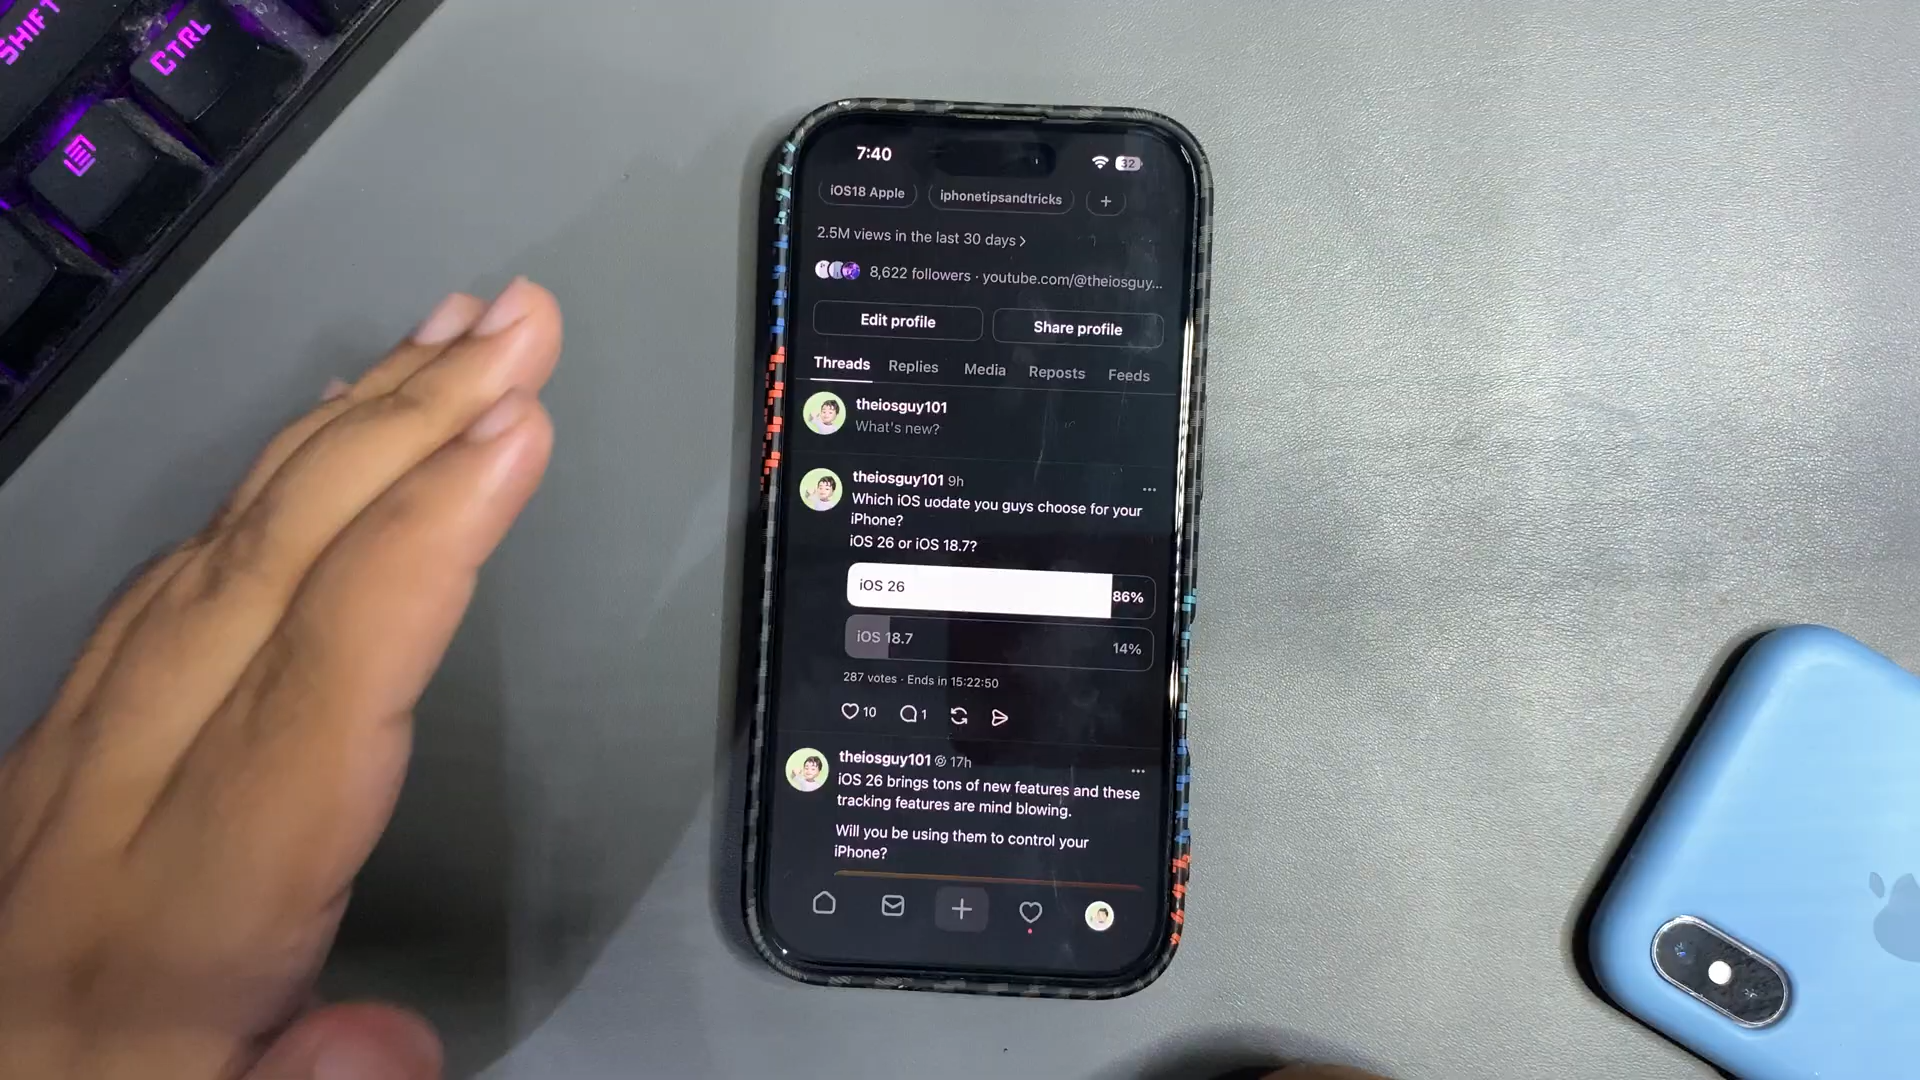 SHIFT
CTRL
7:40
32
iOS18 Apple
iphonetipsandtricks
+
2.5M views in the last 30 days >
8,622 followers · youtube.com/@theiosguy...
Edit profile
Share profile
Threads
Replies
Media
Reposts
Feeds
theiosguy101
What's new?
theiosguy101 9h
Which iOS uodate you guys choose for your
iPhone?
iOS 26 or iOS 18.7?
iOS 26
86%
iOS 18.7
14%
287 votes · Ends in 15:22:50
10
1
theiosguy101 17h
iOS 26 brings tons of new features and these
tracking features are mind blowing.
Will you be using them to control your
iPhone?